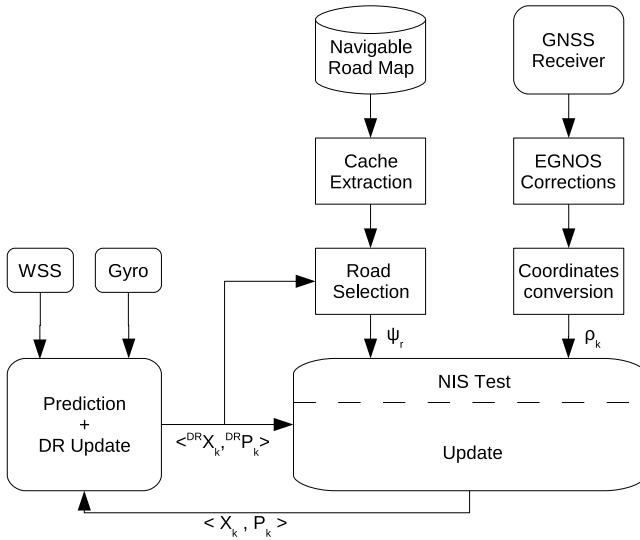 Navigable
Road Map
GNSS
Receiver
Cache
Extraction
EGNOS
Corrections
WSS
Gyro
Road
Selection
Coordinates
conversion
ψr
ρk
Prediction
+
DR Update
NIS Test
<DRXk,DRPk>
Update
< Xk , Pk >